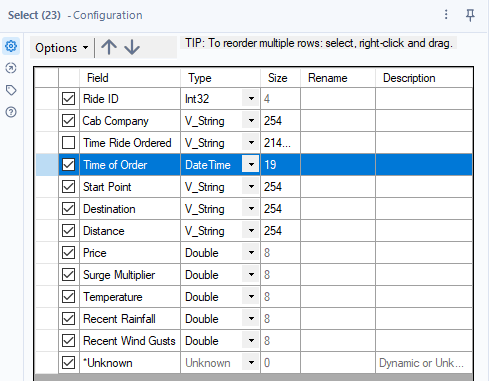 Select (23) - Configuration
Options TIP: To reorder multiple rows: select, right-click and drag.
Field Type Size Rename Description
Ride ID Int32 4
Cab Company V_String 254
Time Ride Ordered V_String 214...
Time of Order DateTime 19
Start Point V_String 254
Destination V_String 254
Distance V_String 254
Price Double 8
Surge Multiplier Double 8
Temperature Double 8
Recent Rainfall Double 8
Recent Wind Gusts Double 8
*Unknown Unknown 0 Dynamic or Unk...